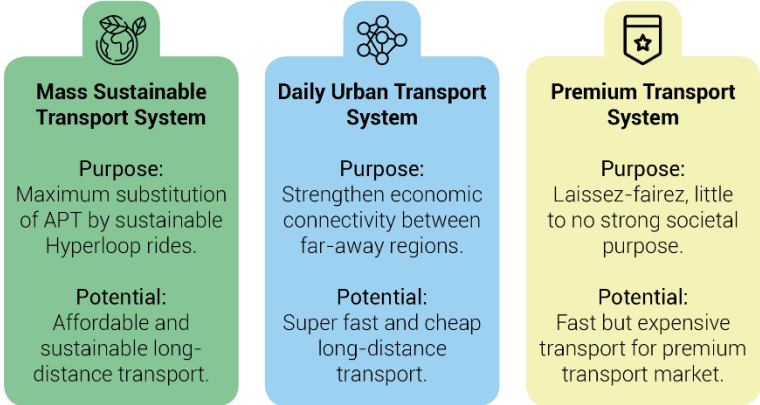 Mass Sustainable
Transport System
Purpose:
Maximum substitution
of APT by sustainable
Hyperloop rides.
Potential:
Affordable and
sustainable long-
distance transport.
Daily Urban Transport
System
Purpose:
Strengthen economic
connectivity between
far-away regions.
Potential:
Super fast and cheap
long-distance
transport.
Premium Transport
System
Purpose:
Laissez-fairez, little
to no strong societal
purpose.
Potential:
Fast but expensive
transport for premium
transport market.